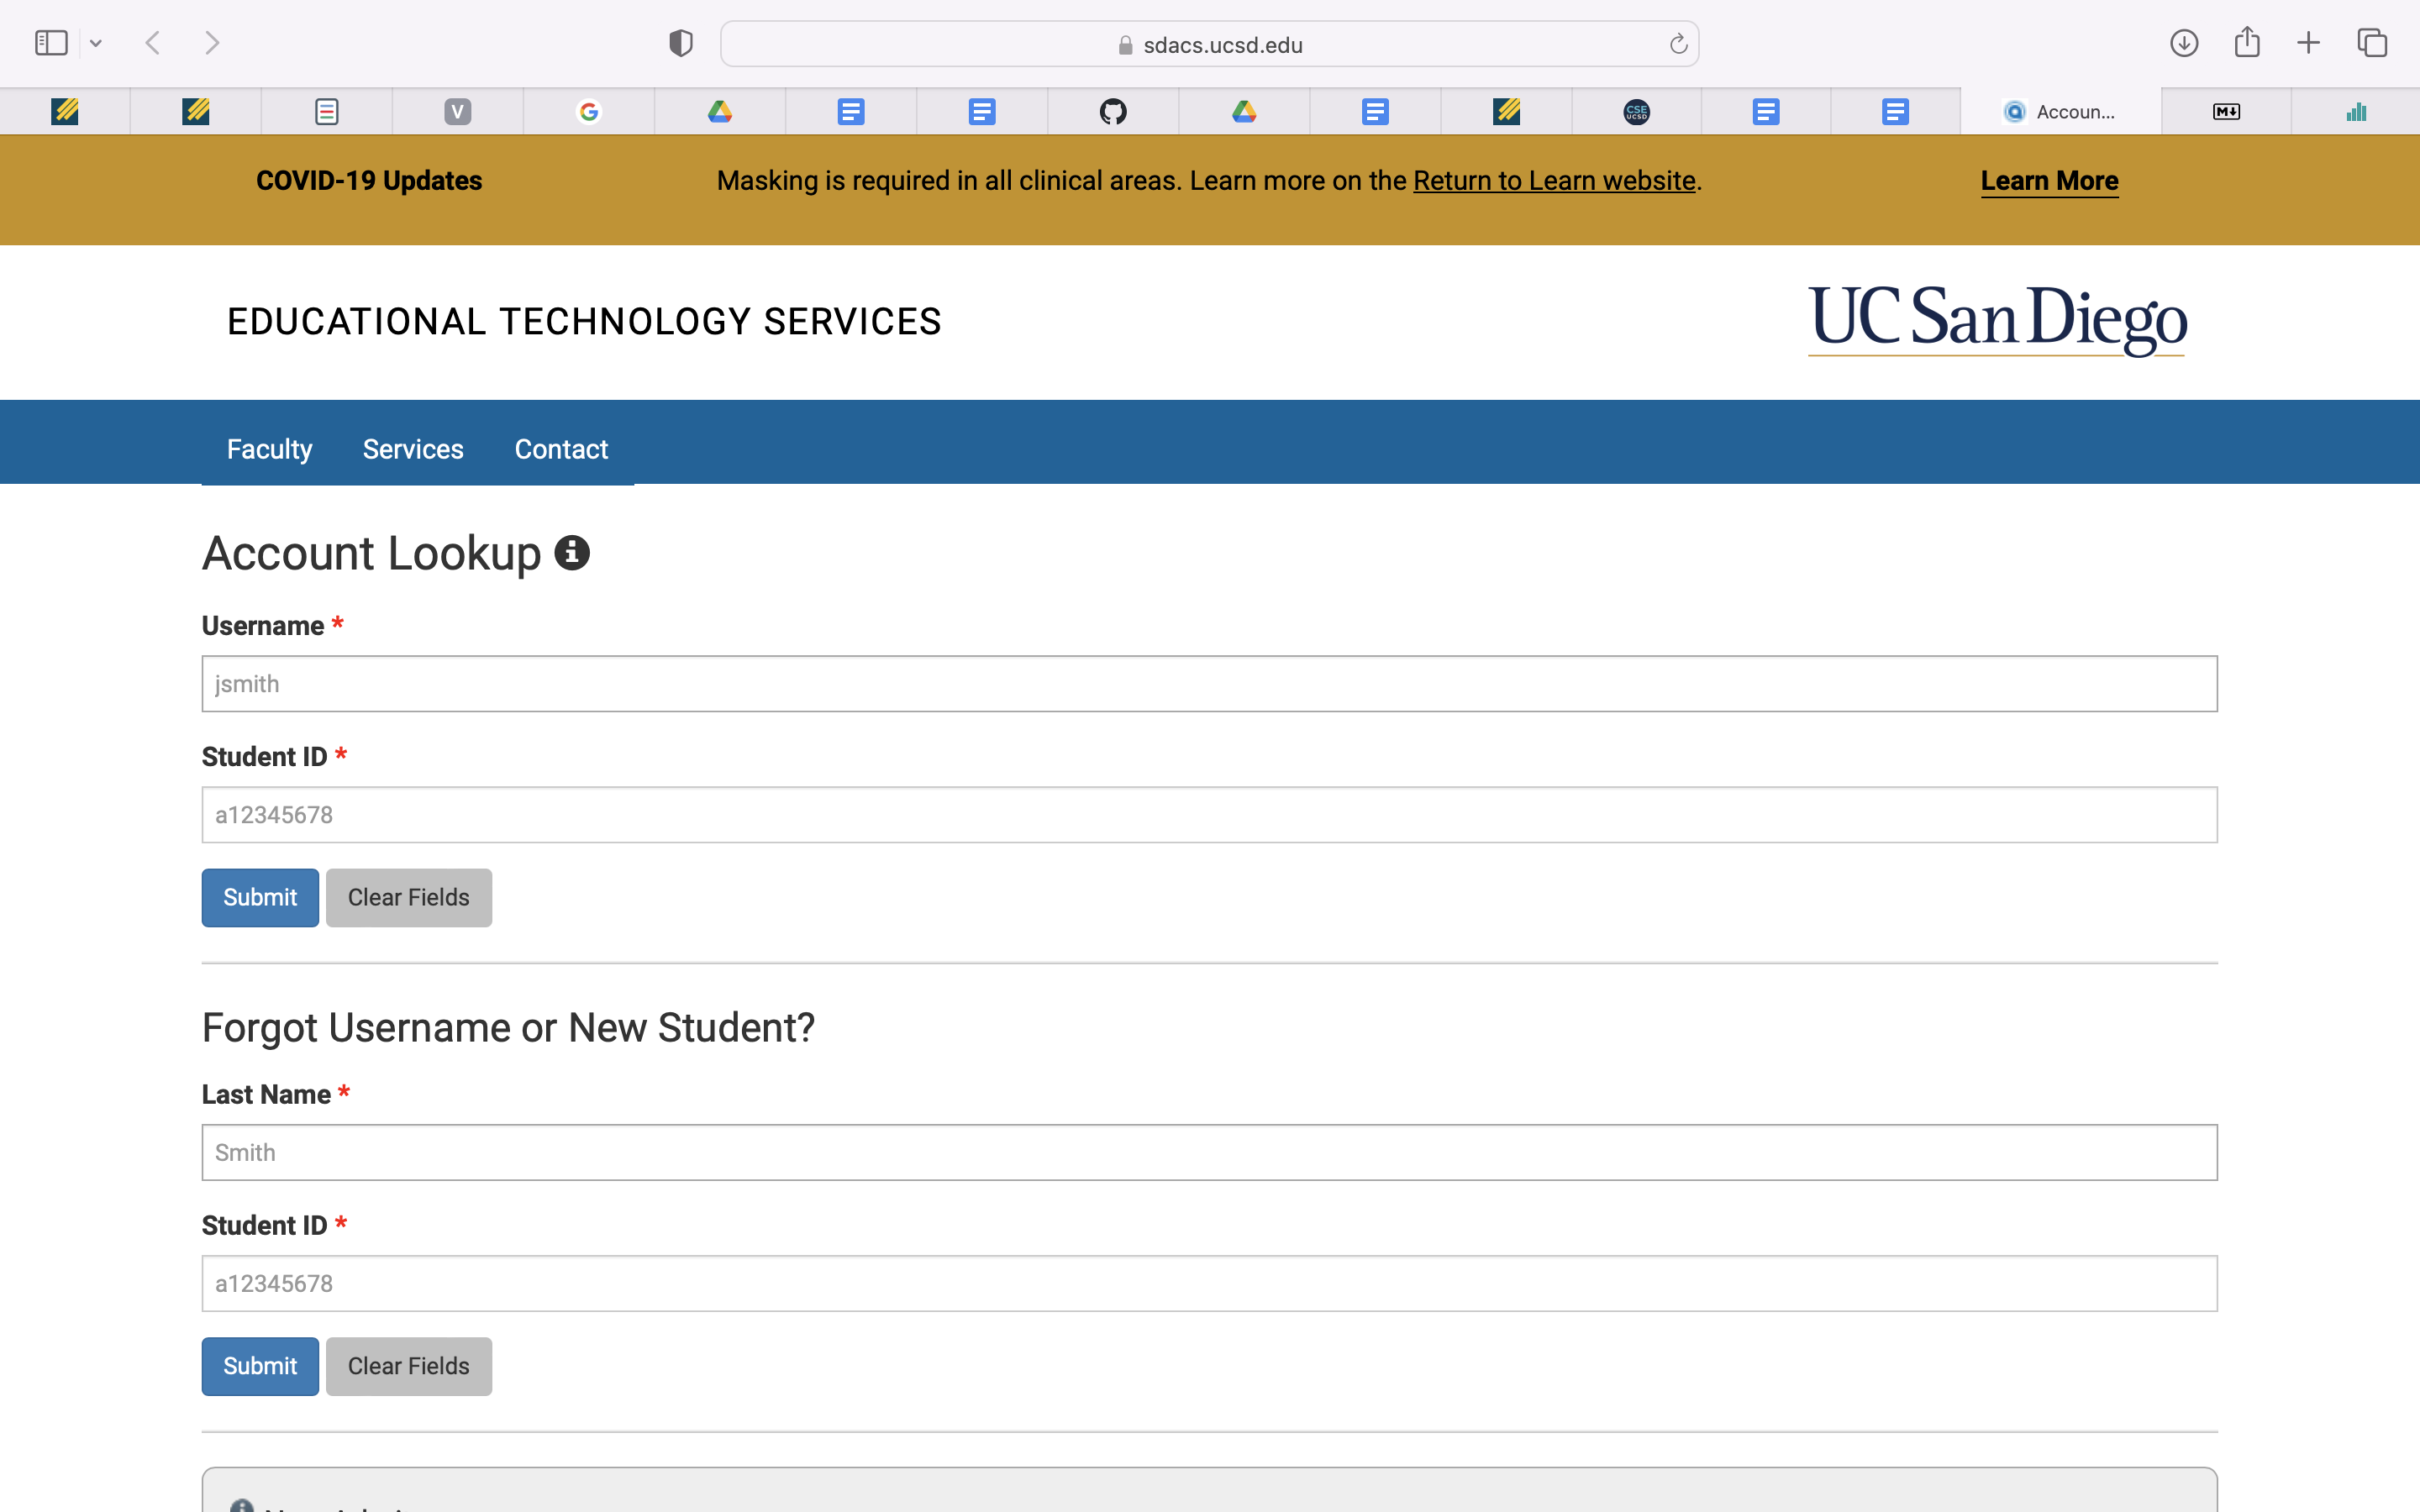 sdacs.ucsd.edu
V
G
CSE
UCSD
Accoun...
M
COVID-19 Updates
Masking is required in all clinical areas. Learn more on the Return to Learn website.
Learn More
EDUCATIONAL TECHNOLOGY SERVICES
UC San Diego
Faculty
Services
Contact
Account Lookup
Username *
jsmith
Student ID *
a12345678
Submit
Clear Fields
Forgot Username or New Student?
Last Name *
Smith
Student ID *
a12345678
Submit
Clear Fields